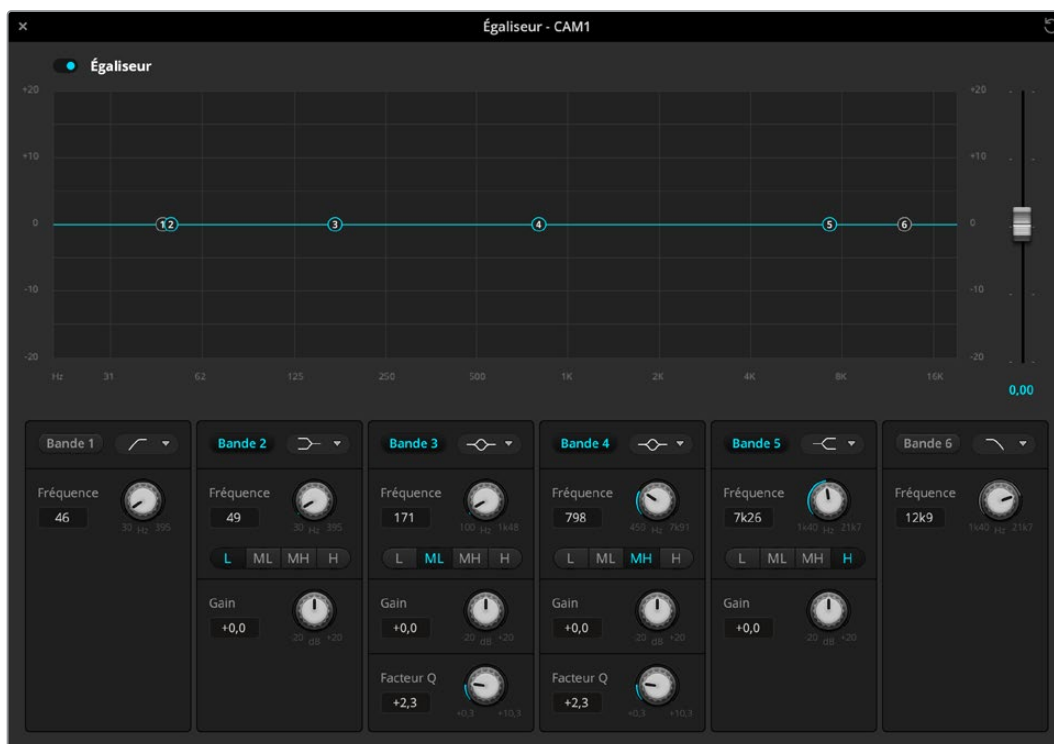 × Égaliseur - CAM1
Égaliseur
+20 +20
+10 +10
0 1 2 3 4 5 6 0
-10 -10
-20 -20
Hz 31 62 125 250 500 1K 2K 4K 8K 16K
0,00
Bande 1 Bande 2 Bande 3 Bande 4 Bande 5 Bande 6
Fréquence Fréquence Fréquence Fréquence Fréquence Fréquence
46 49 171 798 7k26 12k9
30 Hz 395 30 Hz 395 100 Hz 1k48 450 Hz 7k91 1k40 Hz 21k7 1k40 Hz 21k7
L ML MH H L ML MH H L ML MH H L ML MH H
Gain Gain Gain Gain
+0,0 +0,0 +0,0 +0,0
-20 dB +20 -20 dB +20 -20 dB +20 -20 dB +20
Facteur Q Facteur Q
+2,3 +2,3
+0,3 +10,3 +0,3 +10,3